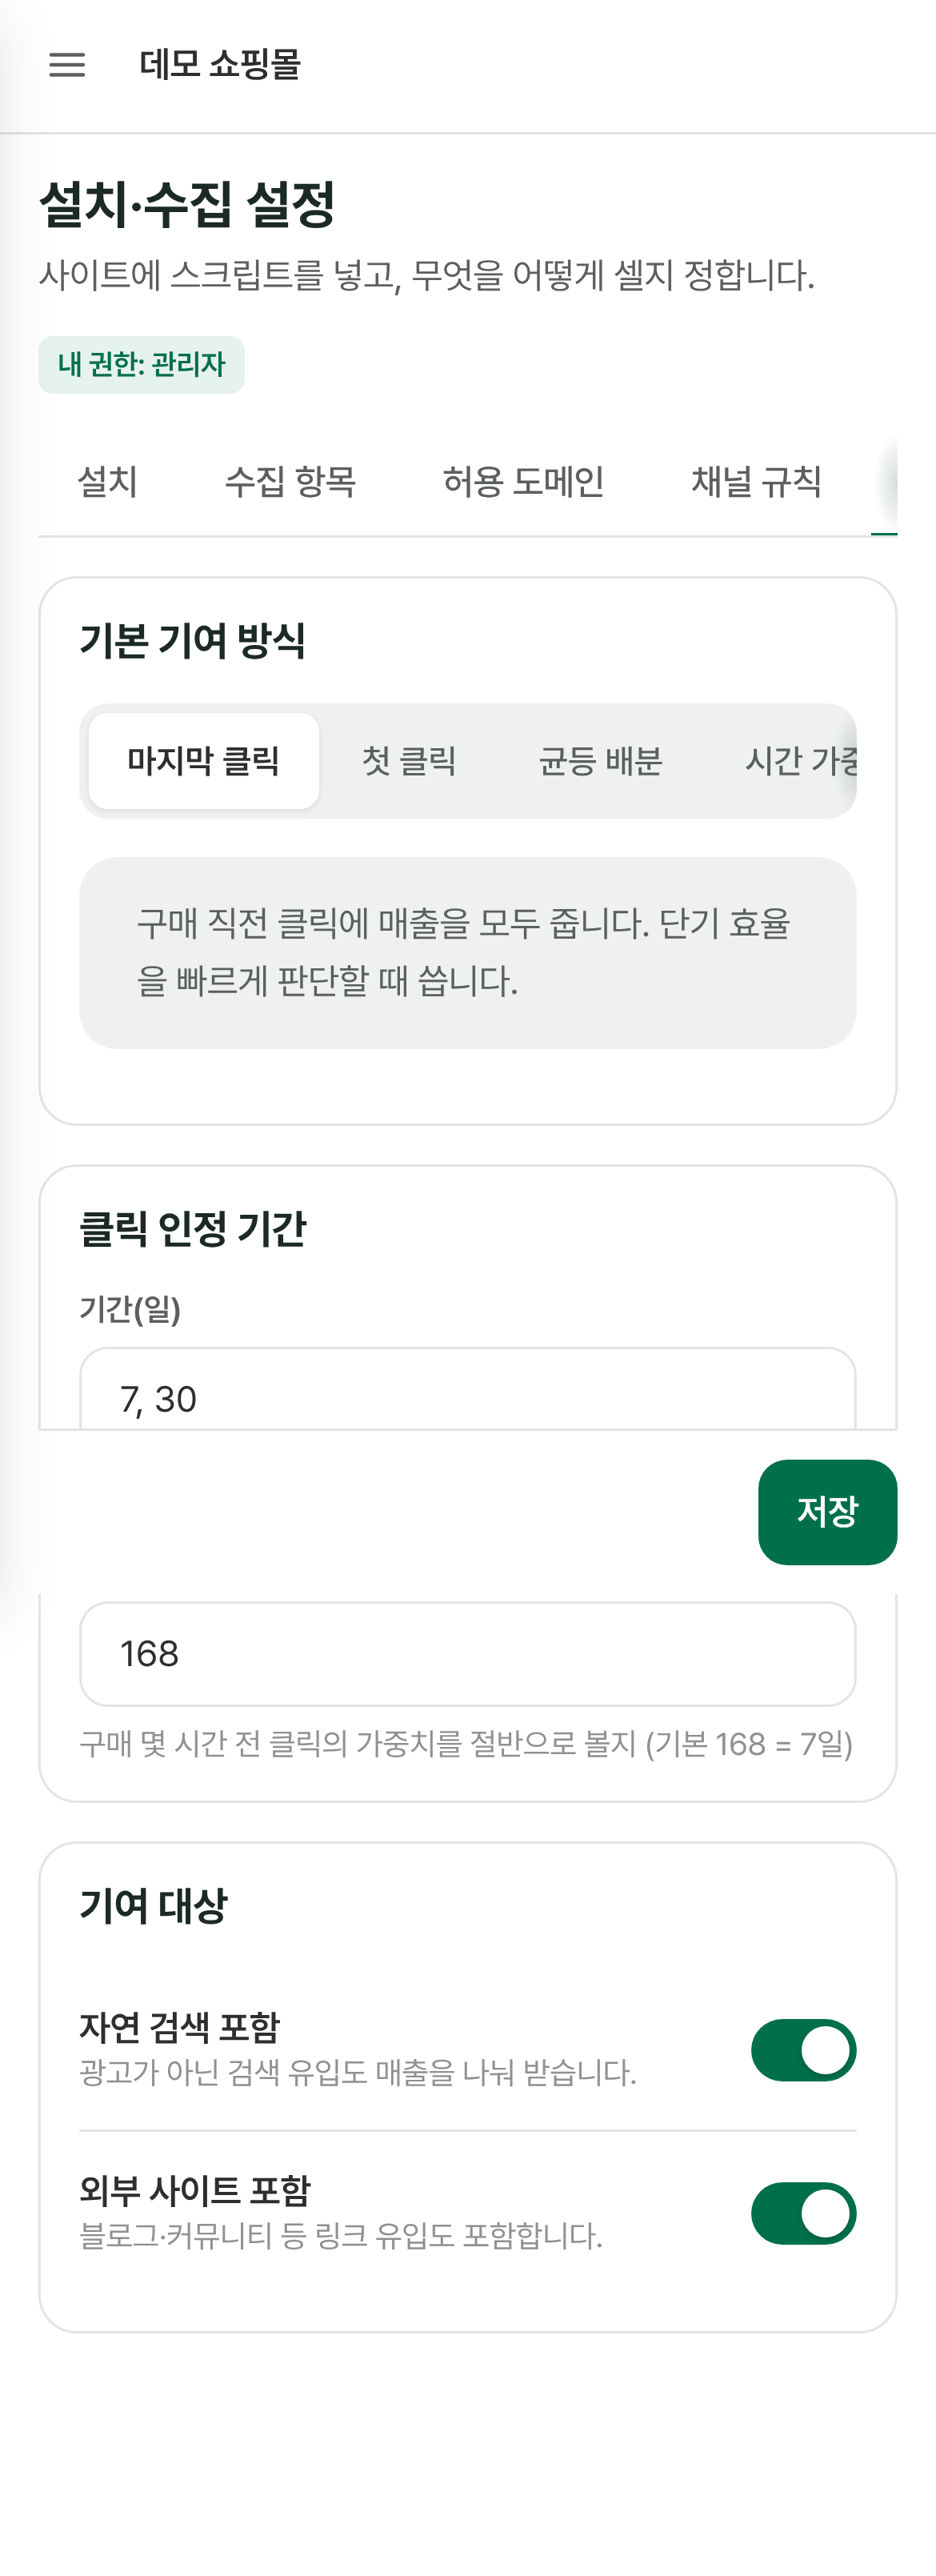 데모 쇼핑몰
설치·수집 설정
사이트에 스크립트를 넣고, 무엇을 어떻게 셀지 정합니다.
내 권한: 관리자
설치 수집 항목 허용 도메인 채널 규칙
기본 기여 방식
마지막 클릭 첫 클릭 균등 배분 시간 가중
구매 직전 클릭에 매출을 모두 줍니다. 단기 효율
을 빠르게 판단할 때 씁니다.
클릭 인정 기간
기간(일)
7, 30
저장
168
구매 몇 시간 전 클릭의 가중치를 절반으로 볼지 (기본 168 = 7일)
기여 대상
자연 검색 포함
광고가 아닌 검색 유입도 매출을 나눠 받습니다.
외부 사이트 포함
블로그·커뮤니티 등 링크 유입도 포함합니다.